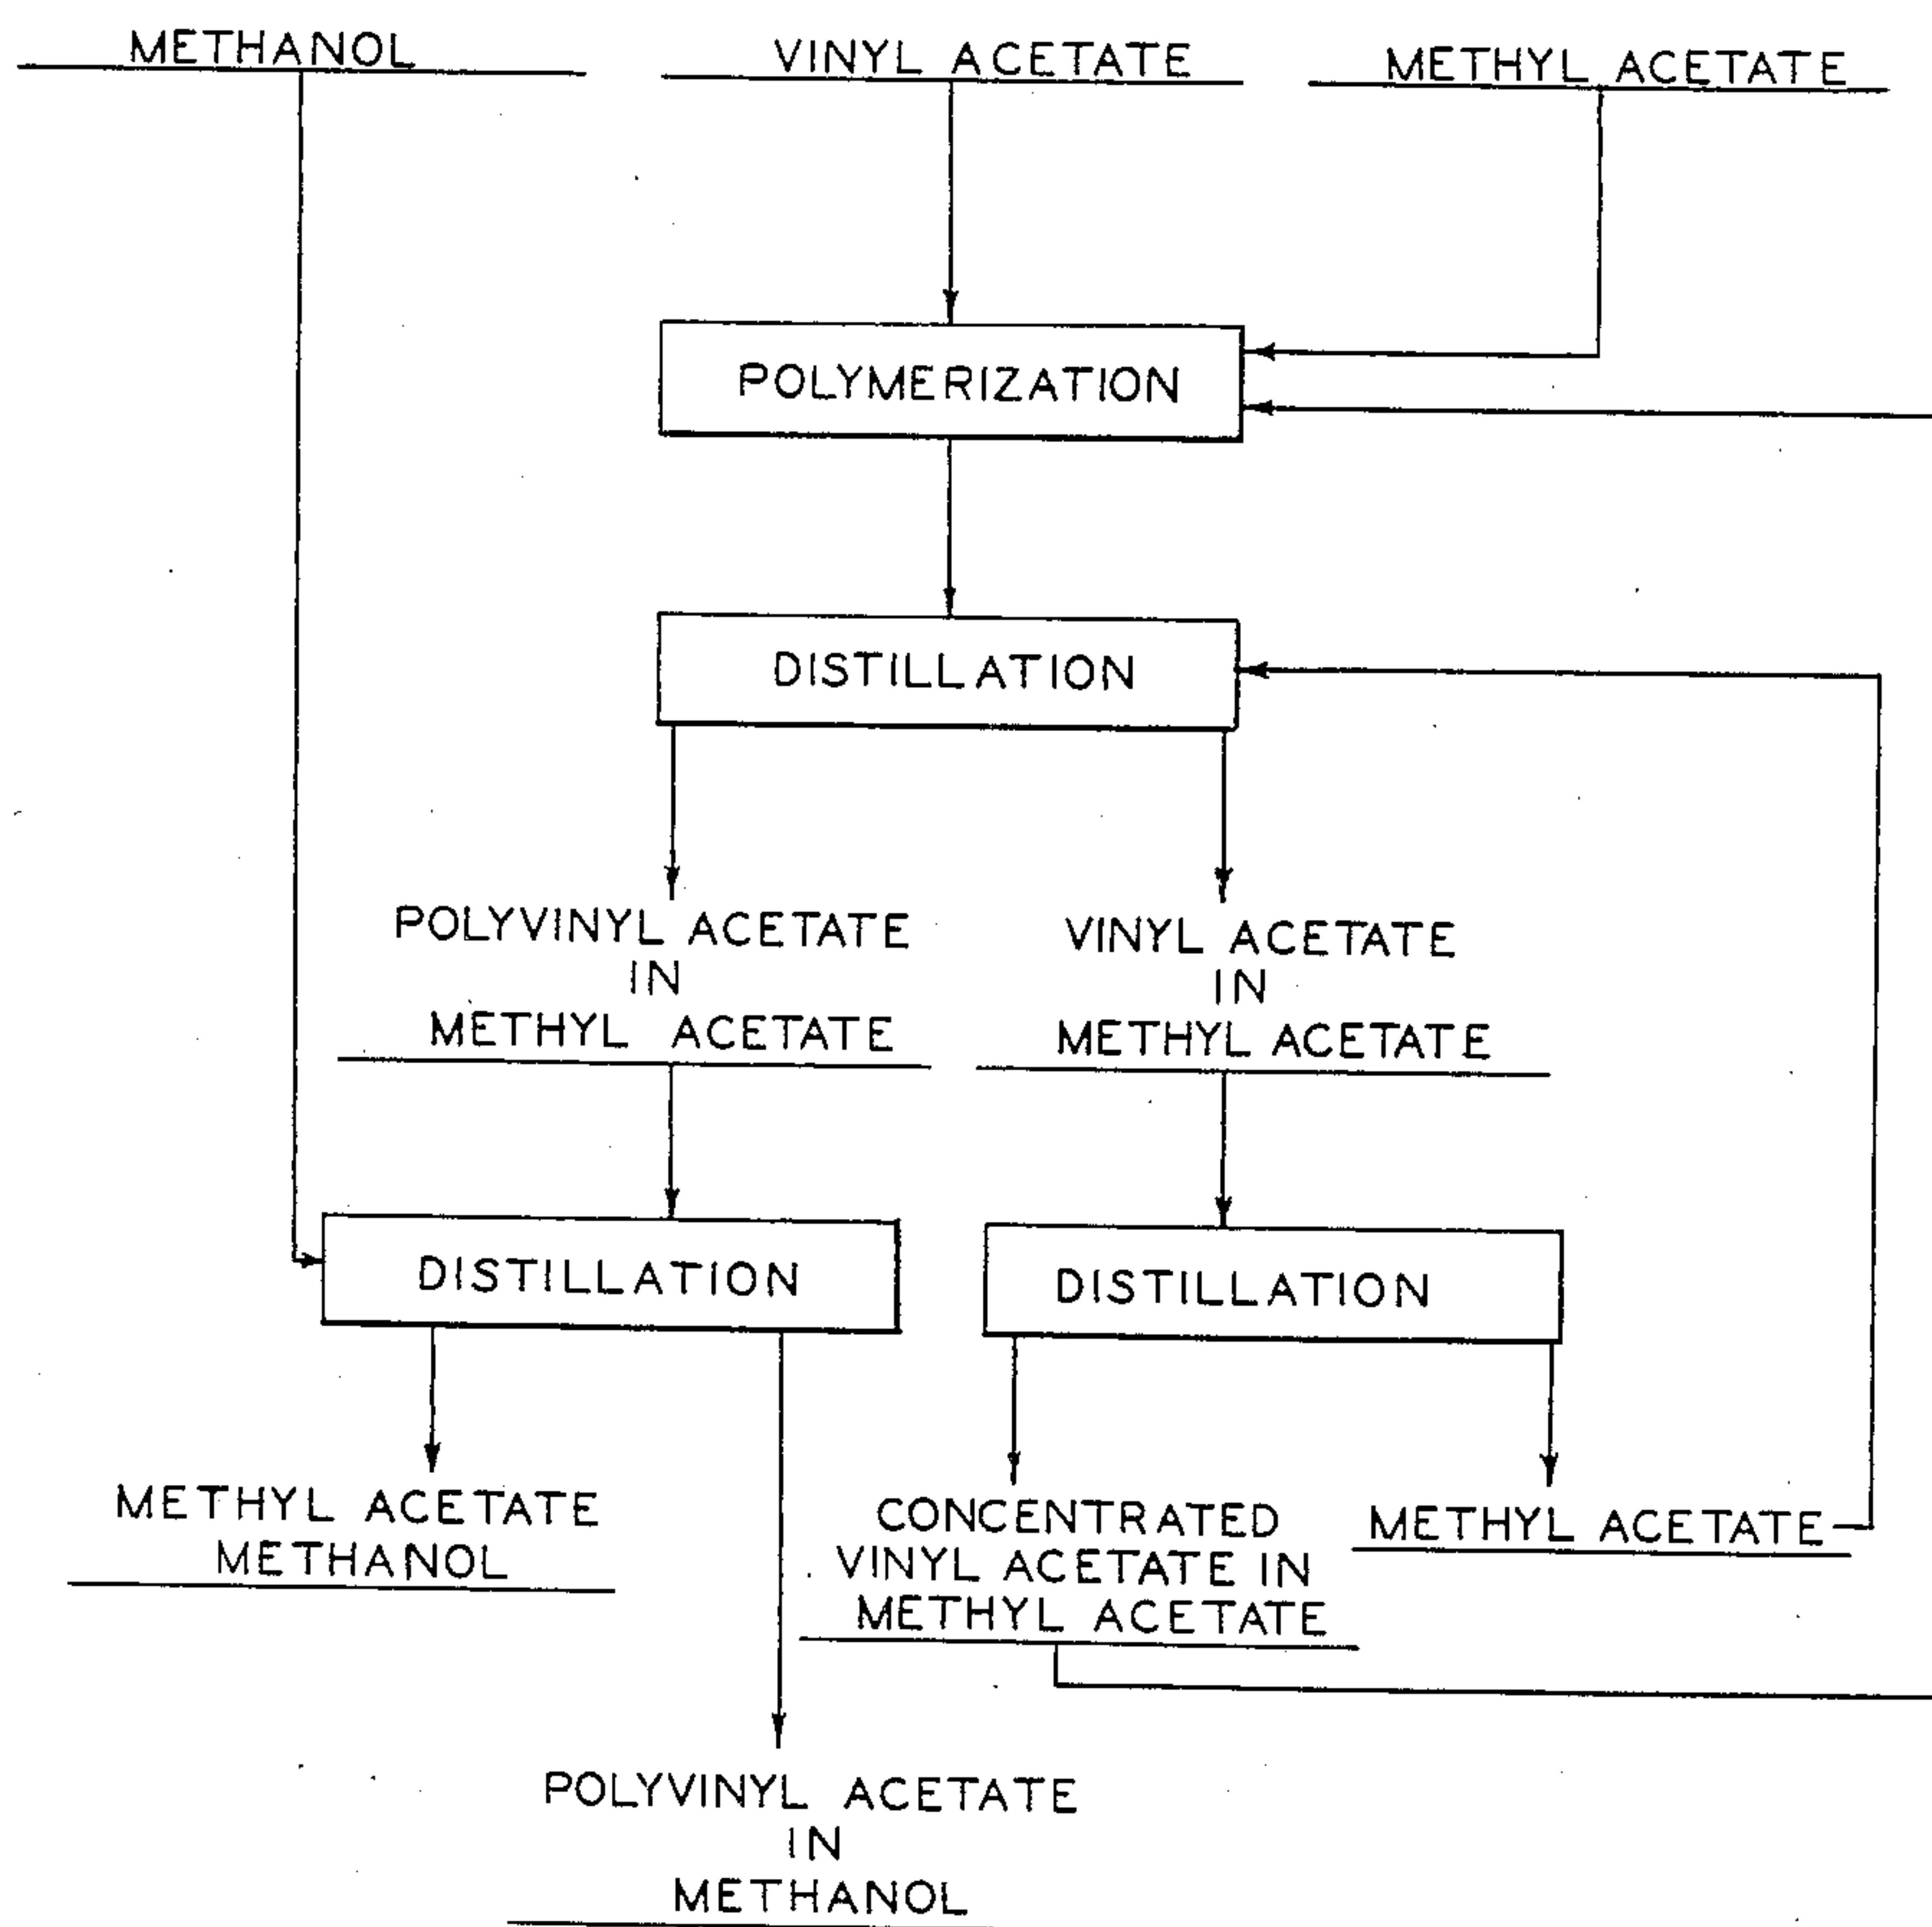 METHANOL
VINYL ACETATE
METHYL ACETATE
POLYMERIZATION
DISTILLATION
POLYVINYL ACETATE
IN
METHYL ACETATE
VINYL ACETATE
IN
METHYL ACETATE
DISTILLATION
DISTILLATION
METHYL ACETATE
METHANOL
CONCENTRATED
VINYL ACETATE IN
METHYL ACETATE
METHYL ACETATE
POLYVINYL ACETATE
IN
METHANOL